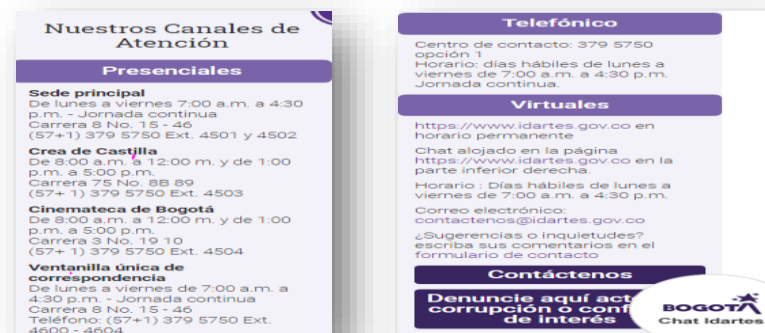 Nuestros Canales de
Atención
Presenciales
Sede principal
De lunes a viernes 7:00 a.m. a 4:30
p.m. - Jornada continua
Carrera 8 No. 15 - 46
(57+1) 379 5750 Ext. 4501 y 4502
Crea de Castilla
De 8:00 a.m. a 12:00 m. y de 1:00
p.m. a 5:00 p.m.
Carrera 75 No. 8B 89
(57+ 1) 379 5750 Ext. 4503
Cinemateca de Bogotá
De 8:00 a.m. a 12:00 m. y de 1:00
p.m. a 5:00 p.m.
Carrera 3 No. 19 10
(57+ 1) 379 5750 Ext. 4504
Ventanilla única de
correspondencia
De lunes a viernes de 7:00 a.m. a
4:30 p.m. - Jornada continua
Carrera 8 No. 15 - 46
Teléfono: (57+1) 379 5750 Ext.
4600 - 4604
Telefónico
Centro de contacto: 379 5750
opción 1
Horario: días hábiles de lunes a
viernes de 7:00 a.m. a 4:30 p.m.
Jornada continua.
Virtuales
https://www.idartes.gov.co en
horario permanente
Chat alojado en la página
https://www.idartes.gov.co en la
parte inferior derecha.
Horario : Días hábiles de lunes a
viernes de 7:00 a.m. a 4:30 p.m.
Correo electrónico:
contactenos@idartes.gov.co
¿Sugerencias o inquietudes?
escriba sus comentarios en el
formulario de contacto
Contáctenos
Denuncie aquí act
corrupción o conf
de interés
BOGOTÁ
Chat Idartes